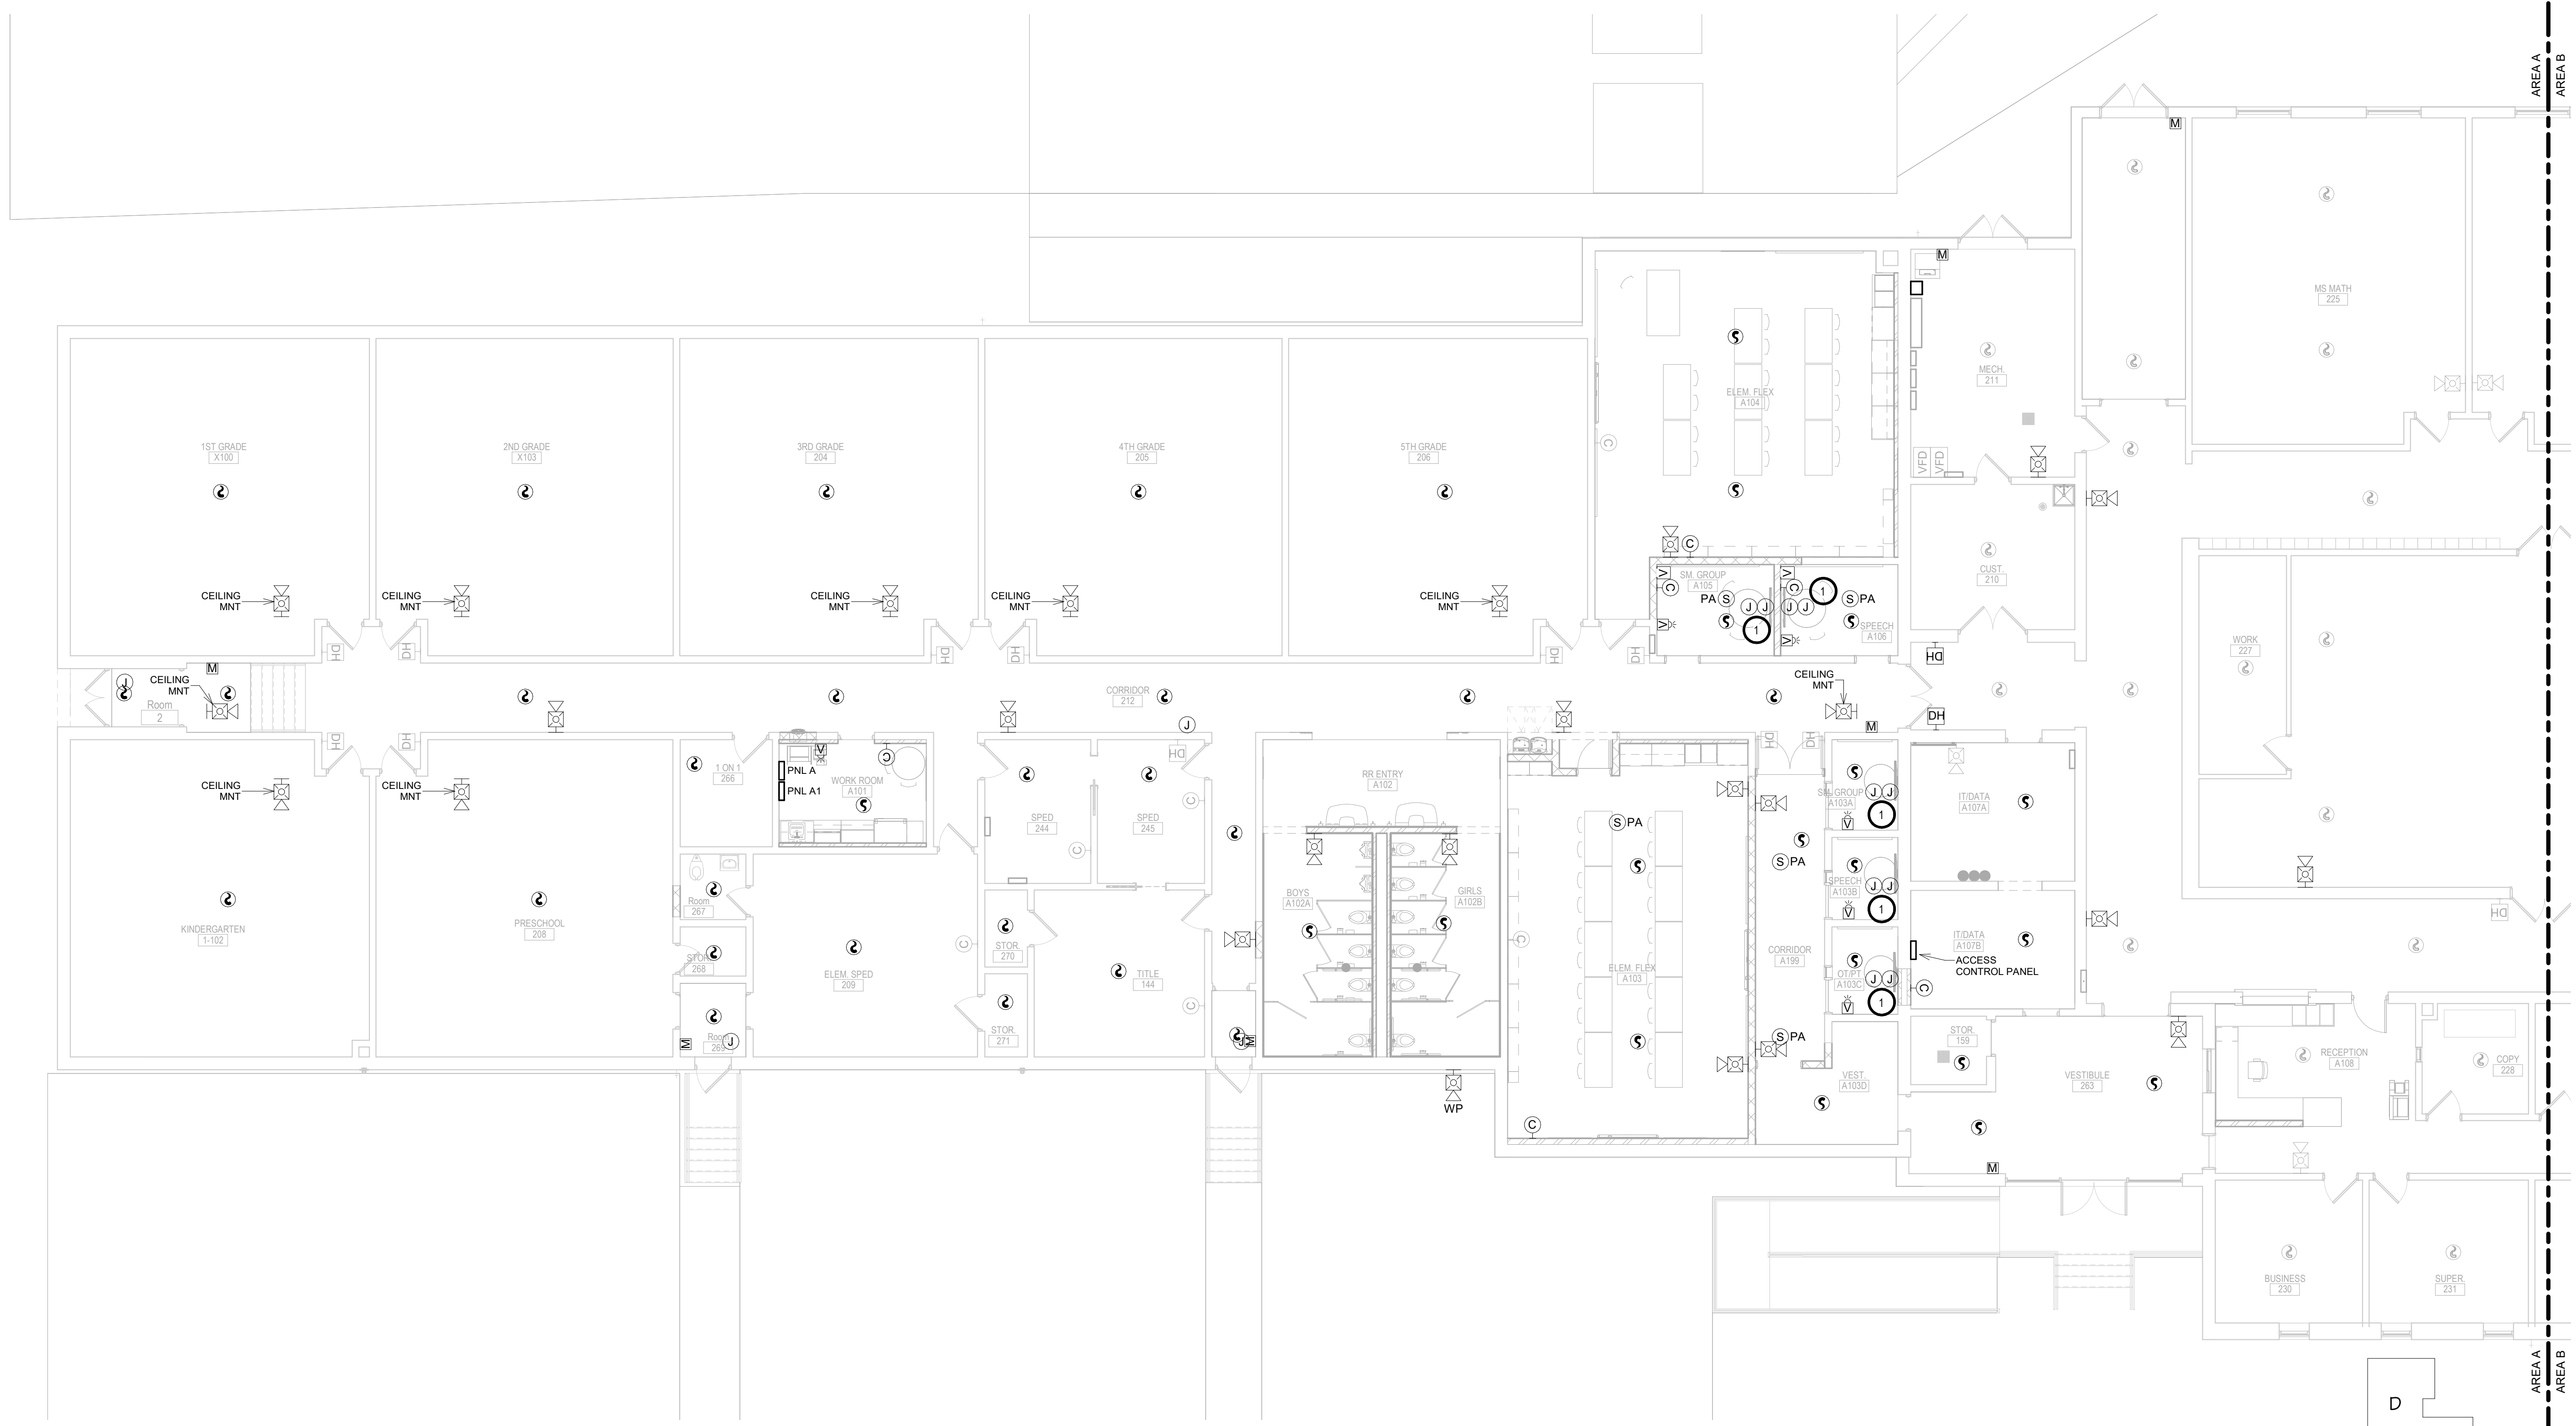 AREA A
AREA B
M
MS MATH
225
M
MECH.
211
ELEM. FLEX
A104
C
VFD
VFD
1ST GRADE
X100
2ND GRADE
X103
3RD GRADE
204
4TH GRADE
205
5TH GRADE
206
C
CUST.
210
CEILING
MNT
CEILING
MNT
CEILING
MNT
CEILING
MNT
CEILING
MNT
V
SM. GROUP
A105
C
V
C
PA S
J J
J J
1
S PA
V
1
V
SPEECH
A106
WORK
227
DH
DH
DH
DH
DH
DH
DH
M
CEILING
MNT
J
Room
2
CORRIDOR
212
J
CEILING
MNT
M
DH
DH
DH
DH
DH
DH
DH
1 ON 1
266
PNL A
PNL A1
WORK ROOM
A101
V
C
RR ENTRY
A102
SM. GROUP
A103A
J J
1
V
IT/DATA
A107A
CEILING
MNT
CEILING
MNT
SPED
244
C
SPED
245
C
S PA
S PA
SPEECH
A103B
J J
1
V
Room
267
BOYS
A102A
GIRLS
A102B
KINDERGARTEN
1-102
PRESCHOOL
208
STOR.
268
ELEM. SPED
209
C
STOR.
270
TITLE
144
C
C
ELEM. FLEX
A103
CORRIDOR
A199
OT/PT
A103C
J J
1
V
IT/DATA
A107B
ACCESS
CONTROL PANEL
C
DH
M
Room
269
J
STOR.
271
J
M
WP
S PA
C
VEST.
A103D
STOR.
159
VESTIBULE
263
M
RECEPTION
A108
COPY
228
BUSINESS
230
SUPER.
231
AREA A
AREA B
D